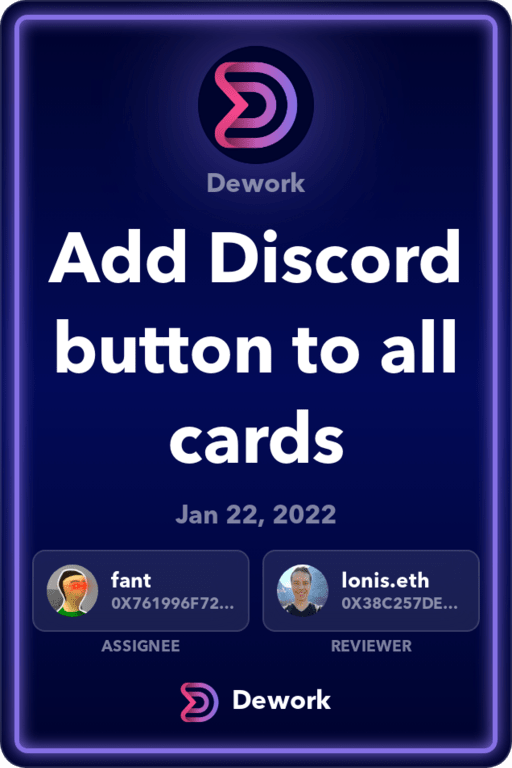 Dework
Add Discord
button to all
cards
Jan 22, 2022
fant
0X761996F72...
lonis.eth
0X38C257DE...
ASSIGNEE
REVIEWER
Dework